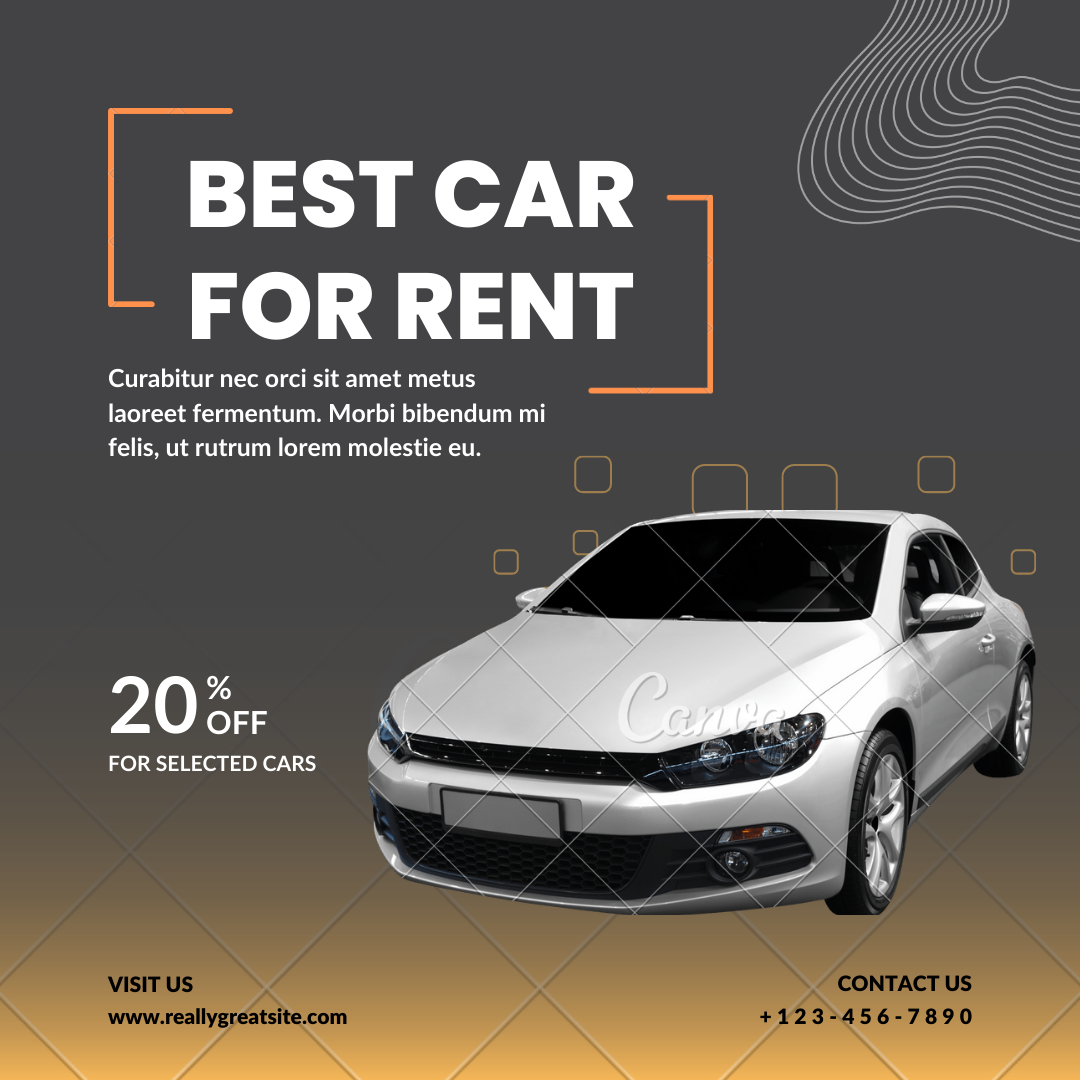 BEST CAR
FOR RENT
Curabitur nec orci sit amet metus
laoreet fermentum. Morbi bibendum mi
felis, ut rutrum lorem molestie eu.
20 %
OFF
FOR SELECTED CARS
Canva
VISIT US
www.reallygreatsite.com
CONTACT US
+123-456-7890